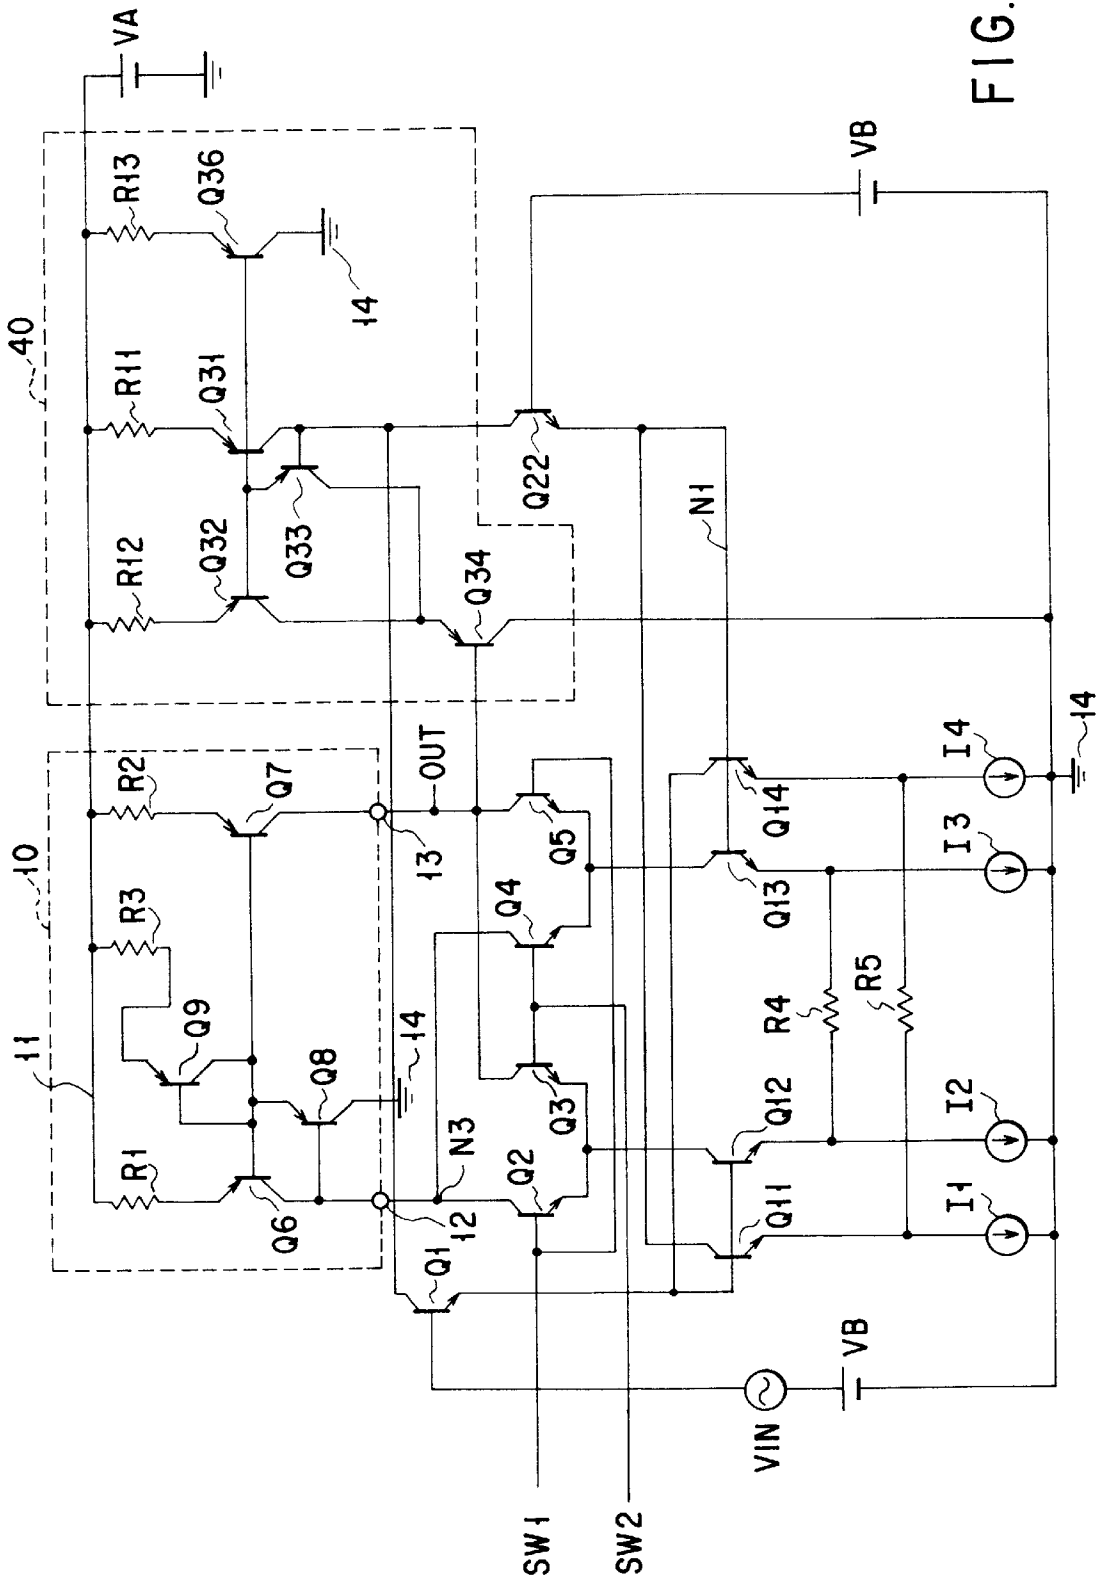 VA
40
R13
Q36
14
R11
Q31
R12
Q32
Q33
Q34
Q22
VB
N1
10
11
R1
R3
R2
Q9
Q7
Q6
Q8
14
12
N3
13
OUT
Q1
Q2
Q3
Q4
Q5
Q11
Q12
Q13
Q14
R4
R5
I1
I2
I3
I4
14
VIN
VB
SW1
SW2
FIG.